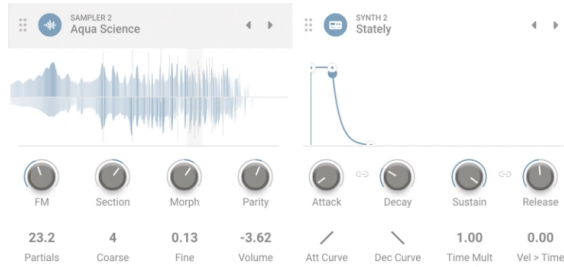 SAMPLER 2
Aqua Science
FM
Section
Morph
Parity
23.2
4
0.13
-3.62
Partials
Coarse
Fine
Volume
SYNTH 2
Stately
Attack
Decay
Sustain
Release
1.00
0.00
Att Curve
Dec Curve
Time Mult
Vel > Time